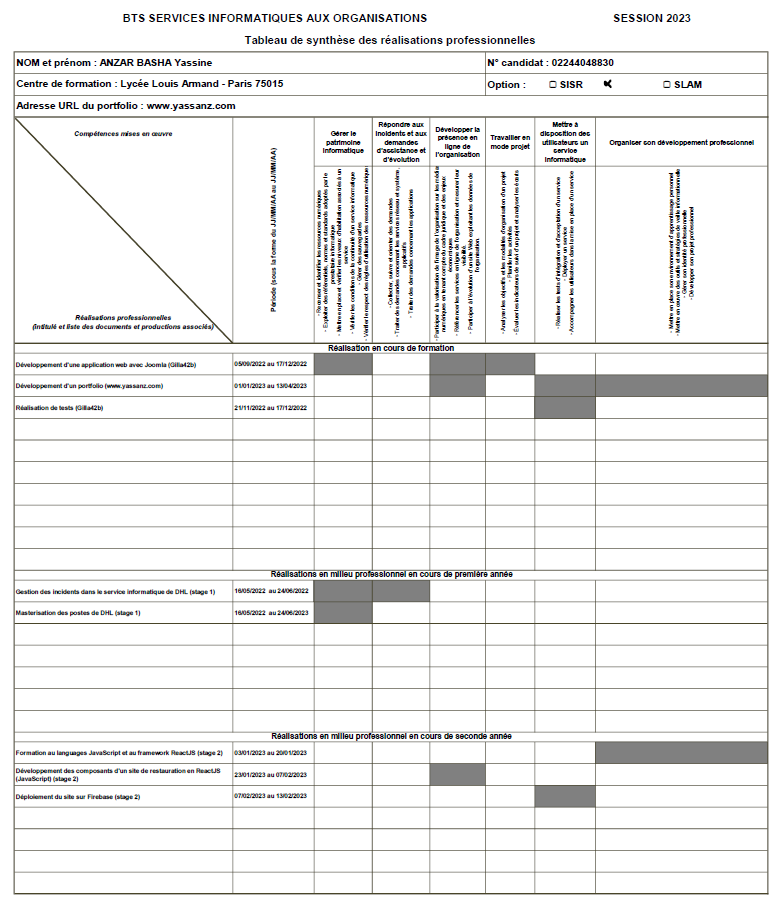 BTS SERVICES INFORMATIQUES AUX ORGANISATIONS SESSION 2023
Tableau de synthèse des réalisations professionnelles
NOM et prénom : ANZAR BASHA Yassine N° candidat : 02244048830
Centre de formation : Lycée Louis Armand - Paris 75015 Option : SISR SLAM
Adresse URL du portfolio : www.yassanz.com
Compétences mises en œuvre
Réalisations professionnelles
(intitulé et liste des documents et productions associés)
Période (sous la forme du JJ/MM/AA au JJ/MM/AA)
Gérer le
patrimoine
informatique
Répondre aux
incidents et aux
demandes
d'assistance et
d'évolution
Développer la
présence en
ligne de
l'organisation
Travailler en
mode projet
Mettre à
disposition des
utilisateurs un
service
informatique
Organiser son développement professionnel
- Recenser et identifier les ressources numériques
- Exploiter des référentiels, normes et standards adoptés par le
prestataire informatique
- Mettre en place et vérifier les niveaux d'habilitation associés à un
service
- Vérifier les conditions de la continuité d'un service informatique
- Gérer des sauvegardes
- Vérifier le respect des règles d'utilisation des ressources numériques
- Collecter, suivre et orienter des demandes
- Traiter des demandes concernant les services réseau et système,
applicatifs
- Traiter des demandes concernant les applications
- Participer à la valorisation de l'image de l'organisation sur les médias
numériques en tenant compte du cadre juridique et des enjeux
économiques
- Référencer les services en ligne de l'organisation et mesurer leur
visibilité.
- Participer à l'évolution d'un site Web exploitant les données de
l'organisation.
- Analyser les objectifs et les modalités d'organisation d'un projet
- Planifier les activités
- Évaluer les indicateurs de suivi d'un projet et analyser les écarts
- Réaliser les tests d'intégration et d'acceptation d'un service
- Déployer un service
- Accompagner les utilisateurs dans la mise en place d'un service
- Mettre en place son environnement d'apprentissage personnel
- Mettre en œuvre des outils et stratégies de veille informationnelle
- Gérer son identité professionnelle
- Développer son projet professionnel
Réalisation en cours de formation
Développement d'une application web avec Joomla (Gilla42b) 05/09/2022 au 17/12/2022
Développement d'un portfolio (www.yassanz.com) 01/01/2023 au 13/04/2023
Réalisation de tests (Gilla42b) 21/11/2022 au 17/12/2022
Réalisations en milieu professionnel en cours de première année
Gestion des incidents dans le service informatique de DHL (stage 1) 16/05/2022 au 24/06/2022
Masterisation des postes de DHL (stage 1) 16/05/2022 au 24/06/2023
Réalisations en milieu professionnel en cours de seconde année
Formation au languages JavaScript et au framework ReactJS (stage 2) 03/01/2023 au 20/01/2023
Développement des composants d'un site de restauration en ReactJS
(JavaScript) (stage 2) 23/01/2023 au 07/02/2023
Déploiement du site sur Firebase (stage 2) 07/02/2023 au 13/02/2023